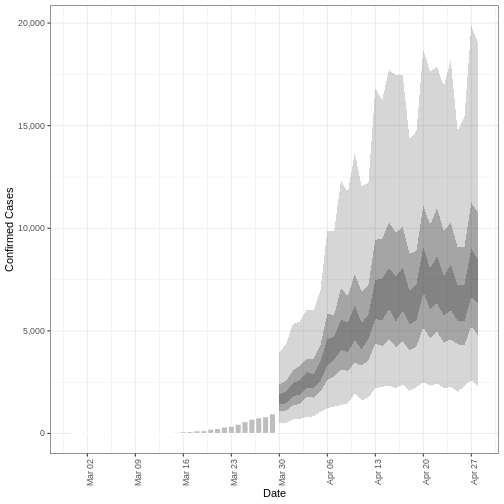 20,000
15,000
10,000
5,000
0
Confirmed Cases
Mar 02
Mar 09
Mar 16
Mar 23
Mar 30
Apr 06
Apr 13
Apr 20
Apr 27
Date